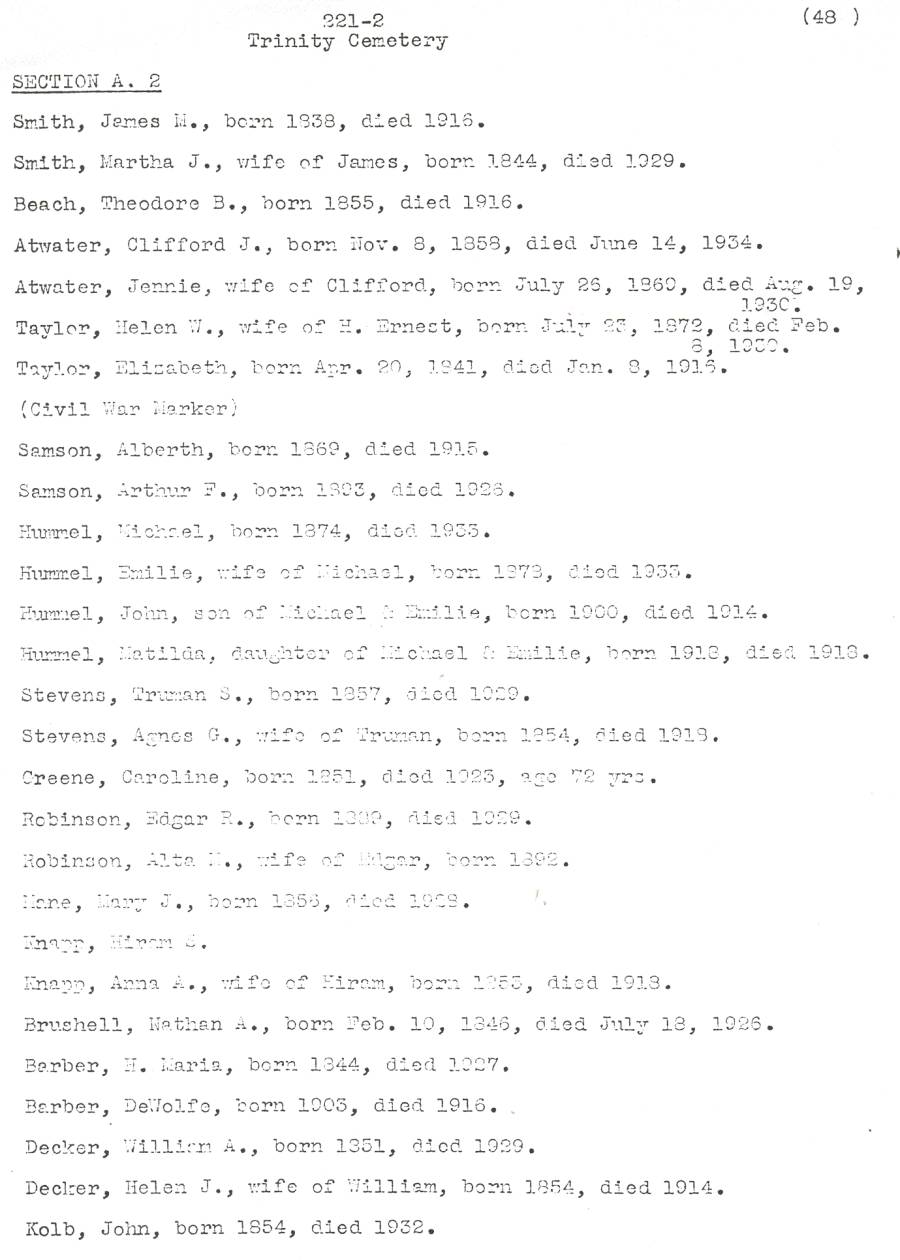 221-2
(48 )
Trinity Cemetery
SECTION A. 2
Smith, James M., born 1838, died 1916.
Smith, Martha J., wife of James, born 1844, died 1929.
Beach, Theodore B., born 1855, died 1916.
Atwater, Clifford J., born Nov. 8, 1858, died June 14, 1934.
Atwater, Jennie, wife of Clifford, born July 26, 1860, died Aug. 19,
1930.
Taylor, Helen W., wife of H. Ernest, born July 23, 1872, died Feb.
8, 1930.
Taylor, Elizabeth, born Apr. 20, 1841, died Jan. 8, 1916.
(Civil War Marker)
Samson, Alberth, born 1869, died 1915.
Samson, Arthur F., born 1893, died 1926.
Hummel, Michael, born 1874, died 1933.
Hummel, Emilie, wife of Michael, born 1873, died 1933.
Hummel, John, son of Michael & Emilie, born 1900, died 1914.
Hummel, Matilda, daughter of Michael & Emilie, born 1918, died 1918.
Stevens, Truman S., born 1857, died 1929.
Stevens, Agnes G., wife of Truman, born 1854, died 1918.
Creene, Caroline, born 1851, died 1923, age 72 yrs.
Robinson, Edgar R., born died 1929.
Robinson, Alta wife of Edgar, born 1892.
Mane, Mary J., born 1856, died
Knapp, Hiram S.
Knapp, Anna A., wife of Hiram, born 1853, died 1918.
Brushell, Nathan A., born Feb. 10, 1846, died July 18, 1926.
Barber, H. Maria, born 1844, died 1927.
Barber, DeWolfe, born 1903, died 1916.
Decker, William A., born 1851, died 1929.
Decker, Helen J., wife of William, born 1854, died 1914.
Kolb, John, born 1854, died 1932.